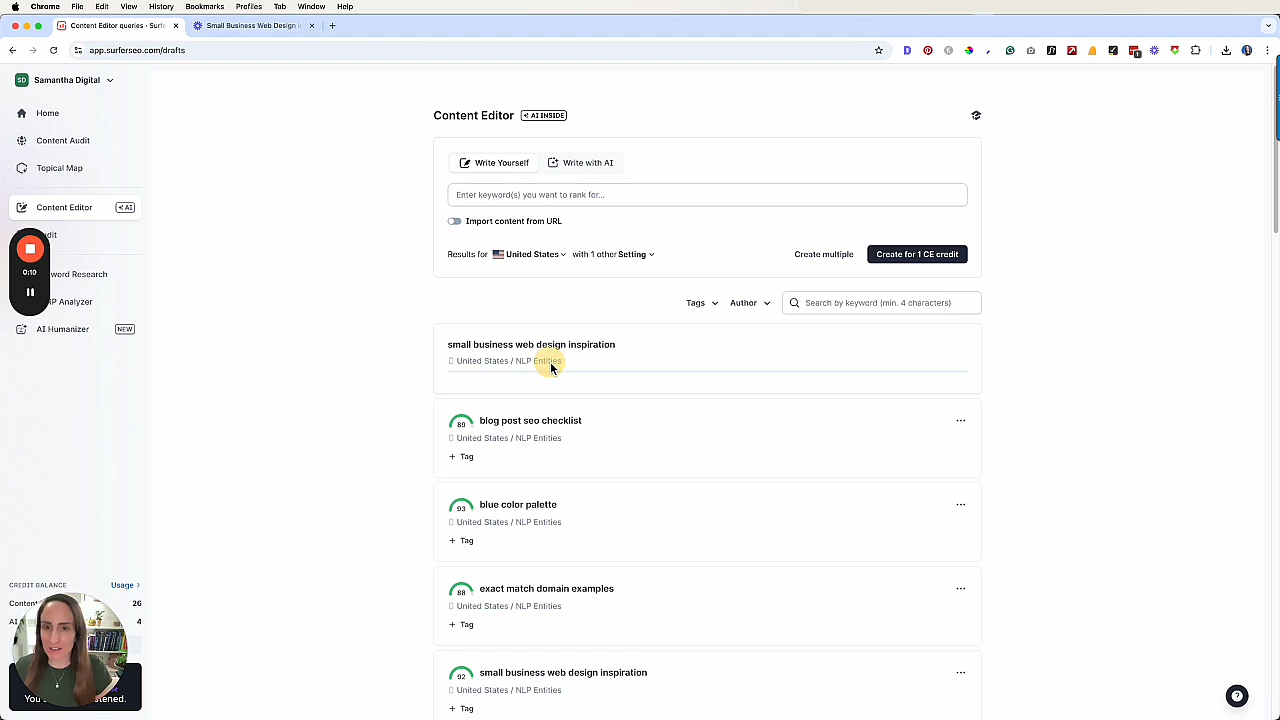 Chrome File Edit View History Bookmarks Profiles Tab Window Help
Content Editor queries • Surfe
Small Business Web Design in
app.surferseo.com/drafts
SD Samantha Digital
Home
Content Audit
Topical Map
Content Editor AI
0:10
word Research
RP Analyzer
AI Humanizer NEW
CREDIT BALANCE Usage
26
4
Content Editor AI INSIDE
Write Yourself Write with AI
Enter keyword(s) you want to rank for...
Import content from URL
Results for United States with 1 other Setting Create multiple Create for 1 CE credit
Tags Author Search by keyword (min. 4 characters)
small business web design inspiration
United States / NLP Entities
89 blog post seo checklist
United States / NLP Entities
+ Tag
93 blue color palette
United States / NLP Entities
+ Tag
88 exact match domain examples
United States / NLP Entities
+ Tag
small business web design inspiration
United States / NLP Entities
+ Tag
?